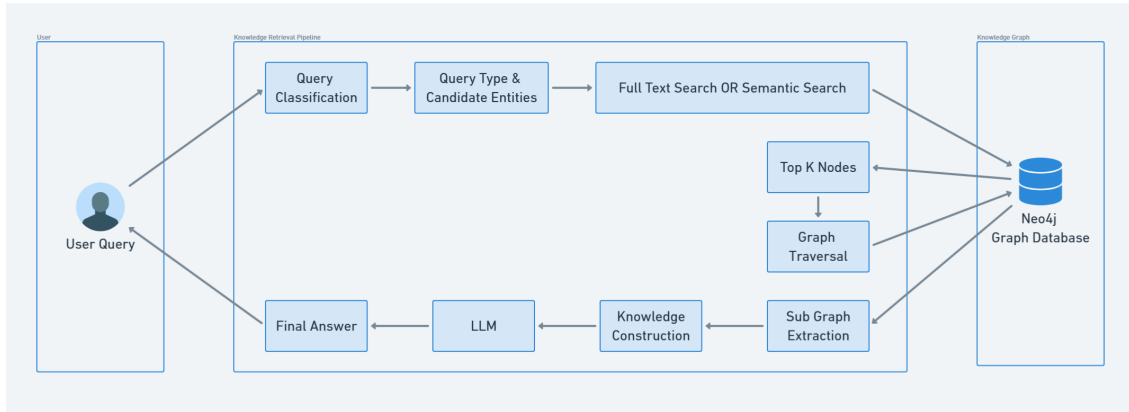 User
Knowledge Retrieval Pipeline
Knowledge Graph
Query
Classification
Query Type &
Candidate Entities
Full Text Search OR Semantic Search
Top K Nodes
User Query
Neo4j
Graph Database
Graph
Traversal
Final Answer
LLM
Knowledge
Construction
Sub Graph
Extraction